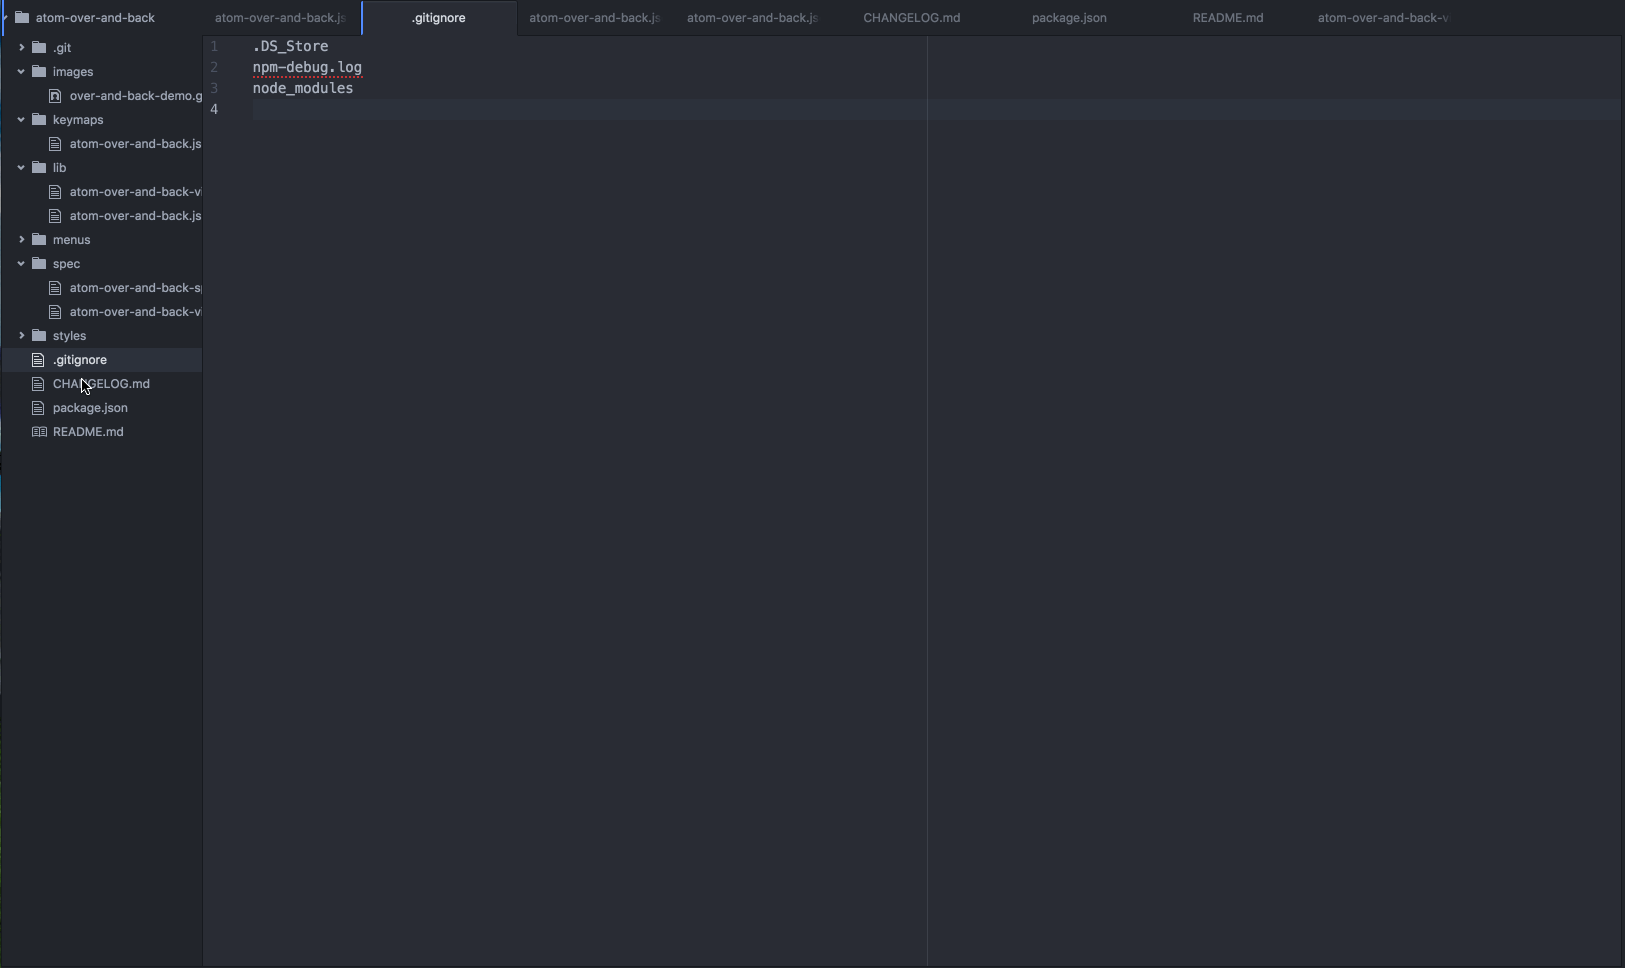 atom-over-and-back
atom-over-and-back.js
.gitignore
atom-over-and-back.js
atom-over-and-back.js
CHANGELOG.md
package.json
README.md
atom-over-and-back-v
.git
images
over-and-back-demo.g
keymaps
atom-over-and-back.js
lib
atom-over-and-back-vi
atom-over-and-back.js
menus
spec
atom-over-and-back-s
atom-over-and-back-v
styles
.gitignore
CHANGELOG.md
package.json
README.md
1 .DS_Store
2 npm-debug.log
3 node_modules
4